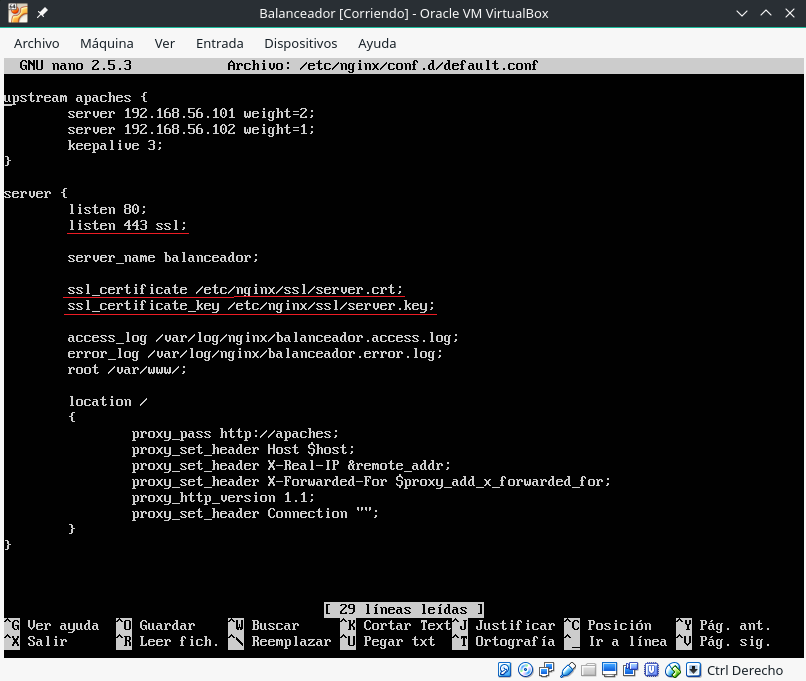 Balanceador [Corriendo] - Oracle VM VirtualBox
Archivo Máquina Ver Entrada Dispositivos Ayuda
GNU nano 2.5.3 Archivo: /etc/nginx/conf.d/default.conf
upstream apaches {
server 192.168.56.101 weight=2;
server 192.168.56.102 weight=1;
keepalive 3;
}
server {
listen 80;
listen 443 ssl;
server_name balanceador;
ssl_certificate /etc/nginx/ssl/server.crt;
ssl_certificate_key /etc/nginx/ssl/server.key;
access_log /var/log/nginx/balanceador.access.log;
error_log /var/log/nginx/balanceador.error.log;
root /var/www/;
location /
{
proxy_pass http://apaches;
proxy_set_header Host $host;
proxy_set_header X-Real-IP &remote_addr;
proxy_set_header X-Forwarded-For $proxy_add_x_forwarded_for;
proxy_http_version 1.1;
proxy_set_header Connection "";
}
}
[ 29 líneas leídas ]
^G Ver ayuda ^O Guardar ^W Buscar ^K Cortar Text ^J Justificar ^C Posición ^Y Pág. ant.
^X Salir ^R Leer fich. ^\ Reemplazar ^U Pegar txt ^T Ortografía ^_ Ir a línea ^V Pág. sig.
Ctrl Derecho